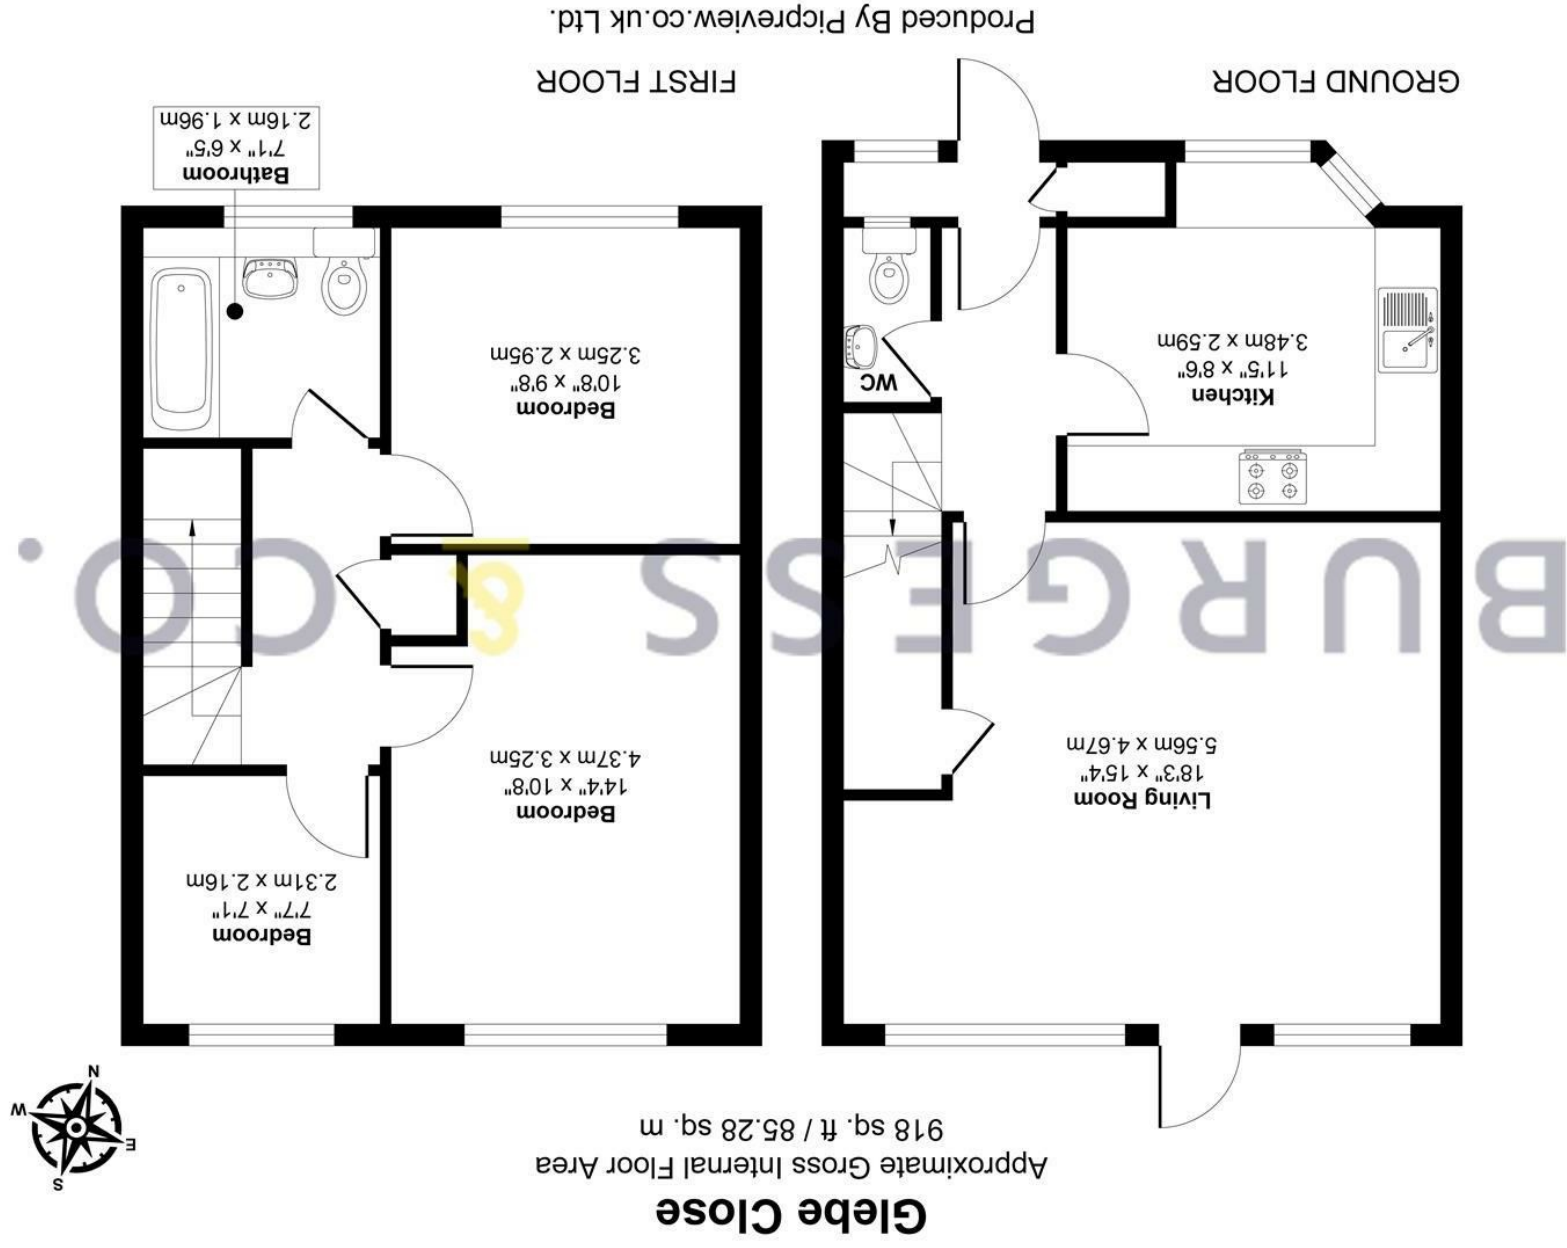 Glebe Close
Approximate Gross Internal Floor Area
918 sq. ft / 85.28 sq. m
S
E
W
N
Living Room
18'3" x 15'4"
5.56m x 4.67m
Kitchen
11'5" x 8'6"
3.48m x 2.59m
WC
GROUND FLOOR
Bedroom
7'7" x 7'1"
2.31m x 2.16m
Bedroom
14'4" x 10'8"
4.37m x 3.25m
Bedroom
10'8" x 9'8"
3.25m x 2.95m
Bathroom
7'1" x 6'5"
2.16m x 1.96m
FIRST FLOOR
BURGESS & CO.
Produced By Picpreview.co.uk Ltd.